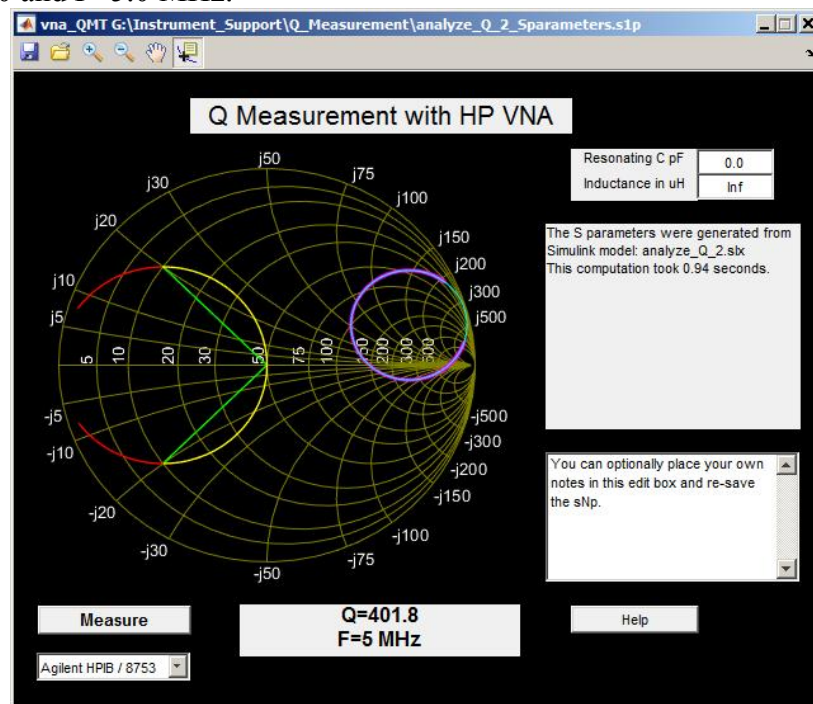 0 and F=5.0 MHz.
vna_QMT G:\Instrument_Support\Q_Measurement\analyze_Q_2_Sparameters.s1p
Q Measurement with HP VNA
Resonating C pF 0.0
Inductance in uH Inf
The S parameters were generated from
Simulink model: analyze_Q_2.slx
This computation took 0.94 seconds.
j50
j30
j75
j20
j100
j10
j150
j200
j5
j300
j500
5
10
20
30
50
75
100
150
200
300
500
-j5
-j500
-j10
-j300
-j200
-j20
-j150
-j30
-j100
-j50
-j75
You can optionally place your own
notes in this edit box and re-save
the sNp.
Measure
Q=401.8
F=5 MHz
Help
Agilent HPIB / 8753